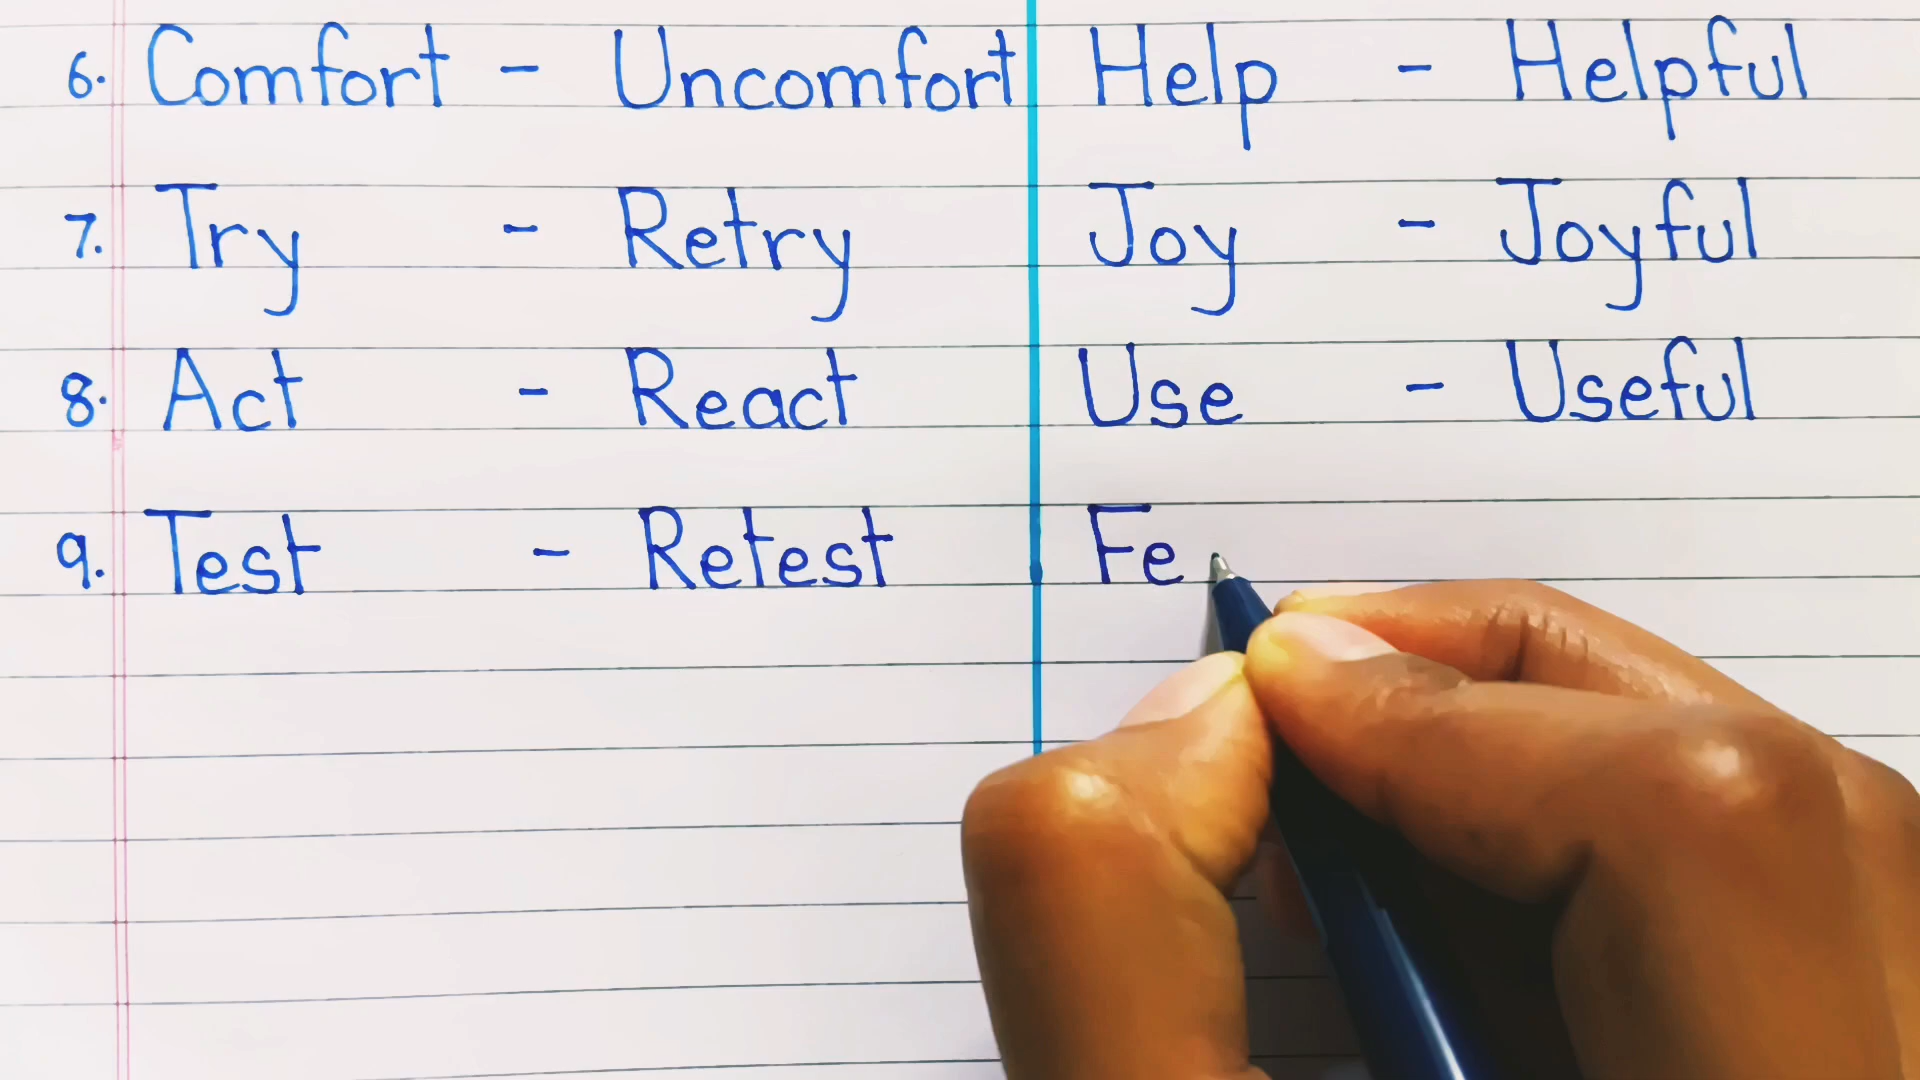 6. Comfort - Uncomfort Help - Helpful
7. Try - Retry Joy - Joyful
8. Act - React Use - Useful
9. Test - Retest Fe